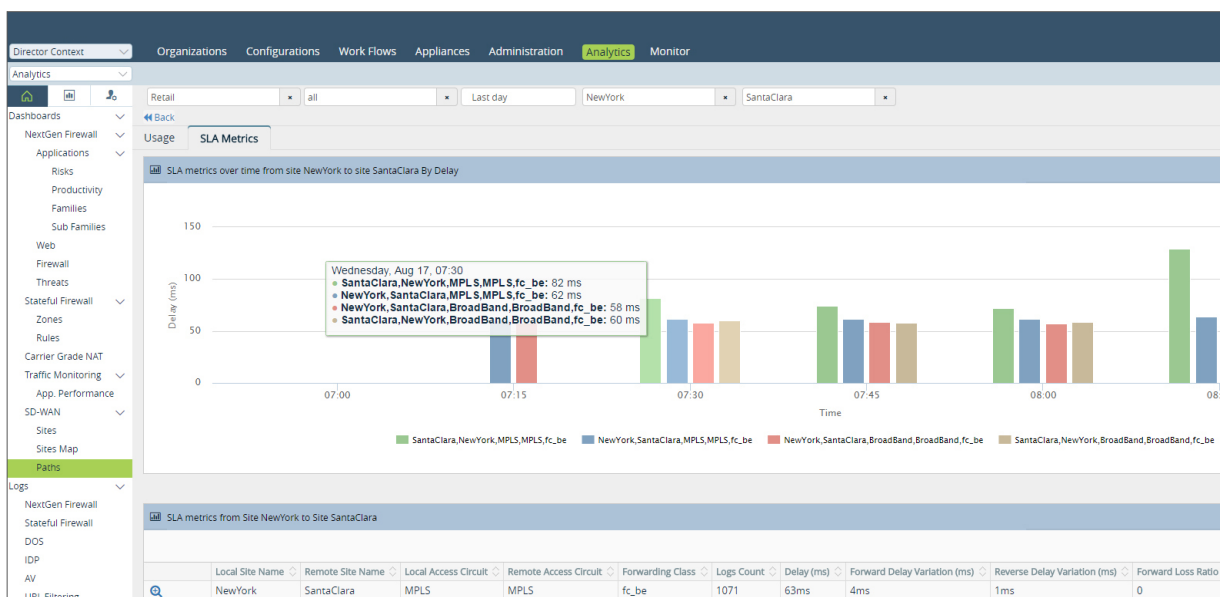 Director Context
Organizations Configurations Work Flows Appliances Administration Analytics Monitor
Analytics
Retail × all × Last day NewYork × SantaClara ×
Dashboards
Back
NextGen Firewall
Usage SLA Metrics
Applications
Risks
Productivity
Families
Sub Families
Web
Firewall
Threats
Stateful Firewall
Zones
Rules
Carrier Grade NAT
Traffic Monitoring
App. Performance
SD-WAN
Sites
Sites Map
Paths
Logs
NextGen Firewall
Stateful Firewall
DOS
IDP
AV
SLA metrics over time from site NewYork to site SantaClara By Delay
150
100
50
0
Delay (ms)
Wednesday, Aug 17, 07:30
SantaClara,NewYork,MPLS,MPLS,fc_be: 82 ms
NewYork,SantaClara,MPLS,MPLS,fc_be: 62 ms
NewYork,SantaClara,BroadBand,BroadBand,fc_be: 58 ms
SantaClara,NewYork,BroadBand,BroadBand,fc_be: 60 ms
07:00 07:15 07:30 07:45 08:00 08:
Time
SantaClara,NewYork,MPLS,MPLS,fc_be NewYork,SantaClara,MPLS,MPLS,fc_be NewYork,SantaClara,BroadBand,BroadBand,fc_be SantaClara,NewYork,BroadBand,BroadBand,fc_be
SLA metrics from Site NewYork to Site SantaClara
Local Site Name Remote Site Name Local Access Circuit Remote Access Circuit Forwarding Class Logs Count Delay (ms) Forward Delay Variation (ms) Reverse Delay Variation (ms) Forward Loss Ratio
NewYork SantaClara MPLS MPLS fc_be 1071 63ms 4ms 1ms 0